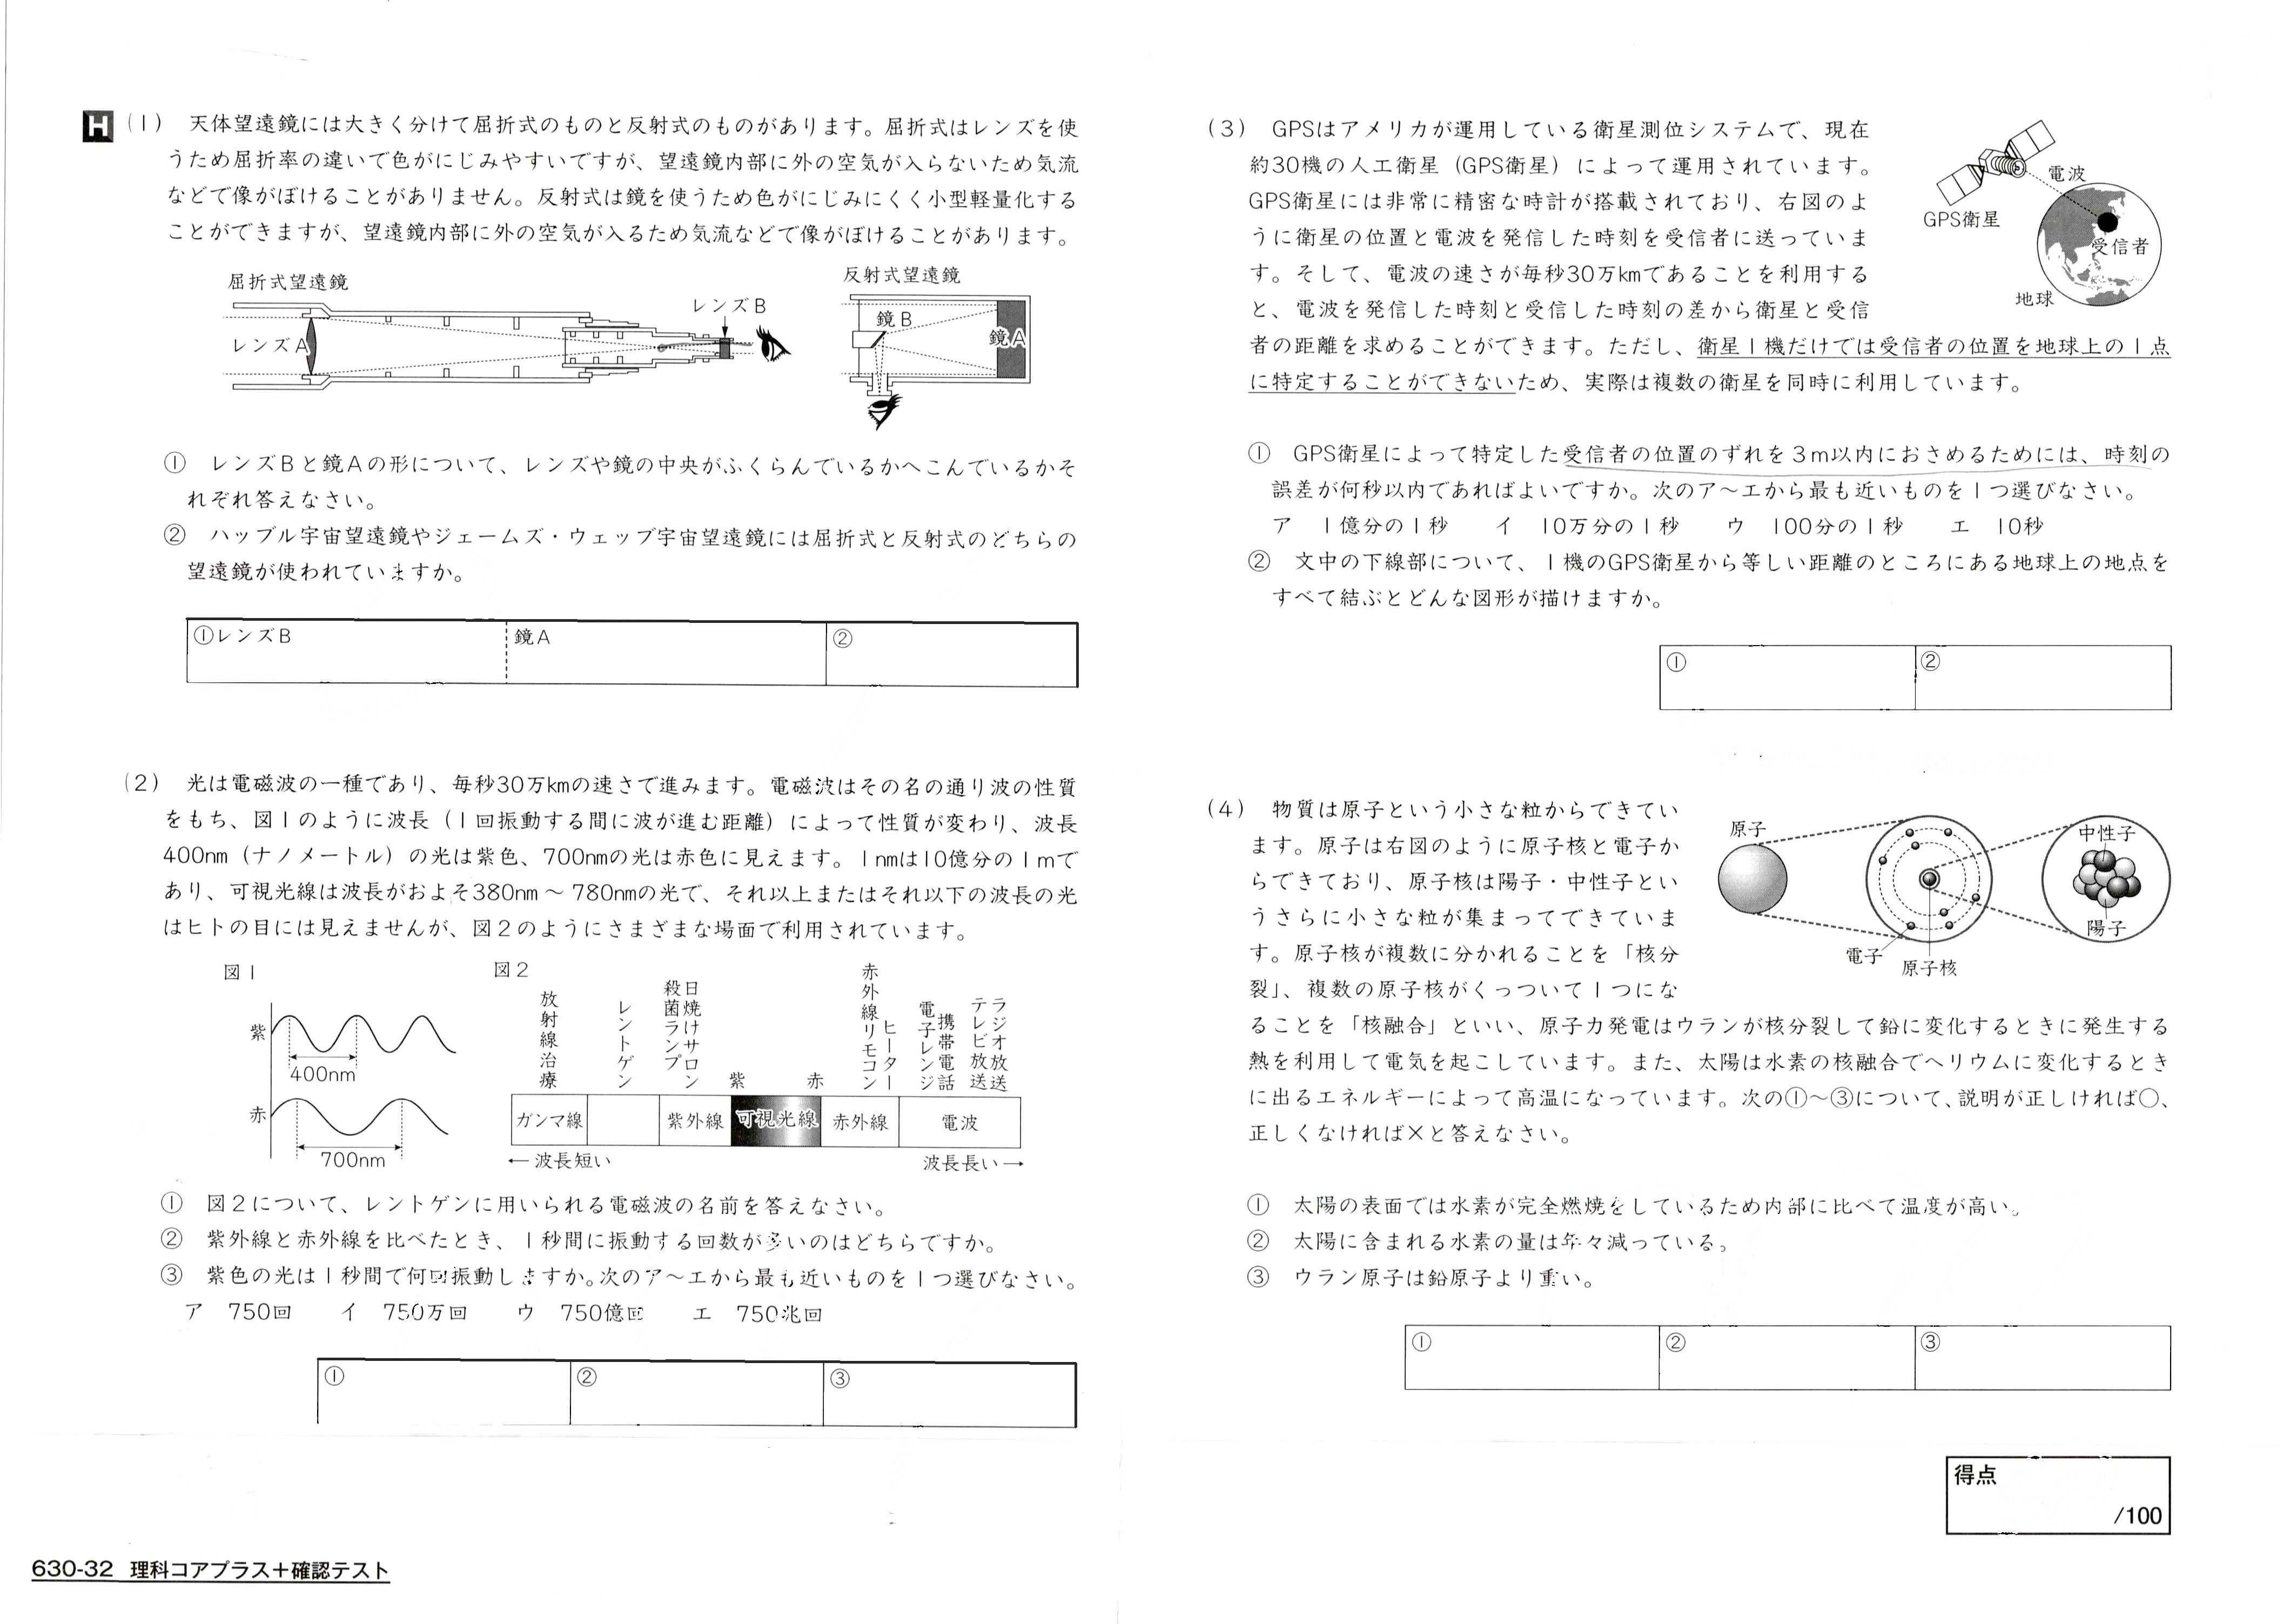 H
(1) 天体望遠鏡には大きく分けて屈折式のものと反射式のものがあります。屈折式はレンズを使
うため屈折率の違いで色がにじみやすいですが、望遠鏡内部に外の空気が入らないため気流
などで像がぼけることがありません。反射式は鏡を使うため色がにじみにくく小型軽量化する
ことができますが、望遠鏡内部に外の空気が入るため気流などで像がぼけることがあります。
屈折式望遠鏡
レンズA
レンズB
反射式望遠鏡
鏡B
鏡A
① レンズBと鏡Aの形について、レンズや鏡の中央がふくらんでいるかへこんでいるかそ
れぞれ答えなさい。
② ハッブル宇宙望遠鏡やジェームズ・ウェッブ宇宙望遠鏡には屈折式と反射式のどちらの
望遠鏡が使われていますか。
①レンズB
鏡A
②
(2) 光は電磁波の一種であり、毎秒30万kmの速さで進みます。電磁波はその名の通り波の性質
をもち、図1のように波長（1回振動する間に波が進む距離）によって性質が変わり、波長
400nm（ナノメートル）の光は紫色、700nmの光は赤色に見えます。1nmは10億分の1mで
あり、可視光線は波長がおよそ380nm～780nmの光で、それ以上またはそれ以下の波長の光
はヒトの目には見えませんが、図2のようにさまざまな場面で利用されています。
図1
紫
400nm
赤
700nm
図2
放射線治療
レントゲン
殺菌ランプ
日焼けサロン
紫
赤
赤外線リモコン
ヒーター
電子レンジ
携帯電話
テレビ放送
ラジオ放送
ガンマ線
紫外線
可視光線
赤外線
電波
←波長短い
波長長い→
① 図2について、レントゲンに用いられる電磁波の名前を答えなさい。
② 紫外線と赤外線を比べたとき、1秒間に振動する回数が多いのはどちらですか。
③ 紫色の光は1秒間で何回振動しますか。次のア～エから最も近いものを1つ選びなさい。
ア 750回 イ 750万回 ウ 750億回 エ 750兆回
①
②
③
(3) GPSはアメリカが運用している衛星測位システムで、現在
約30機の人工衛星（GPS衛星）によって運用されています。
GPS衛星には非常に精密な時計が搭載されており、右図のよ
うに衛星の位置と電波を発信した時刻を受信者に送っていま
す。そして、電波の速さが毎秒30万kmであることを利用する
と、電波を発信した時刻と受信した時刻の差から衛星と受信
者の距離を求めることができます。ただし、衛星1機だけでは受信者の位置を地球上の1点
に特定することができないため、実際は複数の衛星を同時に利用しています。
電波
GPS衛星
受信者
地球
① GPS衛星によって特定した受信者の位置のずれを3m以内におさめるためには、時刻の
誤差が何秒以内であればよいですか。次のア～エから最も近いものを1つ選びなさい。
ア 1億分の1秒 イ 10万分の1秒 ウ 100分の1秒 エ 10秒
② 文中の下線部について、1機のGPS衛星から等しい距離のところにある地球上の地点を
すべて結ぶとどんな図形が描けますか。
①
②
(4) 物質は原子という小さな粒からできてい
ます。原子は右図のように原子核と電子か
らできており、原子核は陽子・中性子とい
うさらに小さな粒が集まってできていま
す。原子核が複数に分かれることを「核分
裂」、複数の原子核がくっついて1つにな
ることを「核融合」といい、原子力発電はウランが核分裂して鉛に変化するときに発生する
熱を利用して電気を起こしています。また、太陽は水素の核融合でヘリウムに変化するとき
に出るエネルギーによって高温になっています。次の①～③について、説明が正しければ○、
正しくなければ×と答えなさい。
原子
電子
原子核
中性子
陽子
① 太陽の表面では水素が完全燃焼をしているため内部に比べて温度が高い。
② 太陽に含まれる水素の量は年々減っている。
③ ウラン原子は鉛原子より重い。
①
②
③
得点
/100
630-32 理科コアプラス＋確認テスト